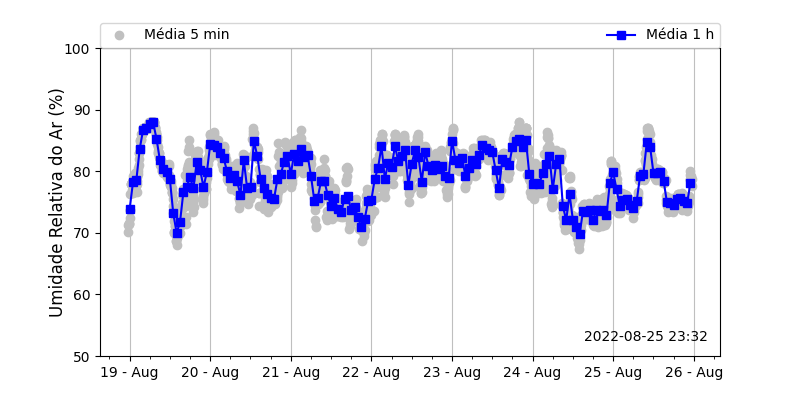 Média 5 min
Média 1 h
Umidade Relativa do Ar (%)
100
90
80
70
60
50
2022-08-25 23:32
19 - Aug
20 - Aug
21 - Aug
22 - Aug
23 - Aug
24 - Aug
25 - Aug
26 - Aug